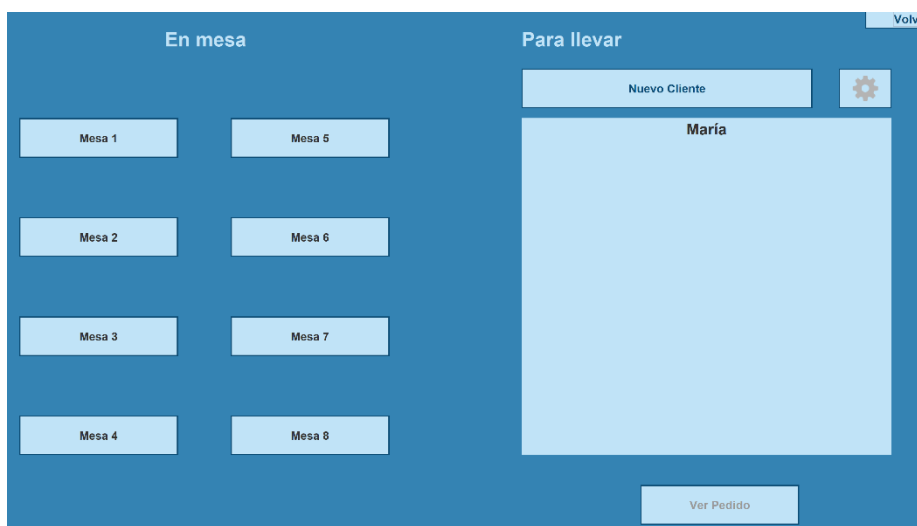 Volv
En mesa
Para llevar
Nuevo Cliente
María
Mesa 1
Mesa 5
Mesa 2
Mesa 6
Mesa 3
Mesa 7
Mesa 4
Mesa 8
Ver Pedido